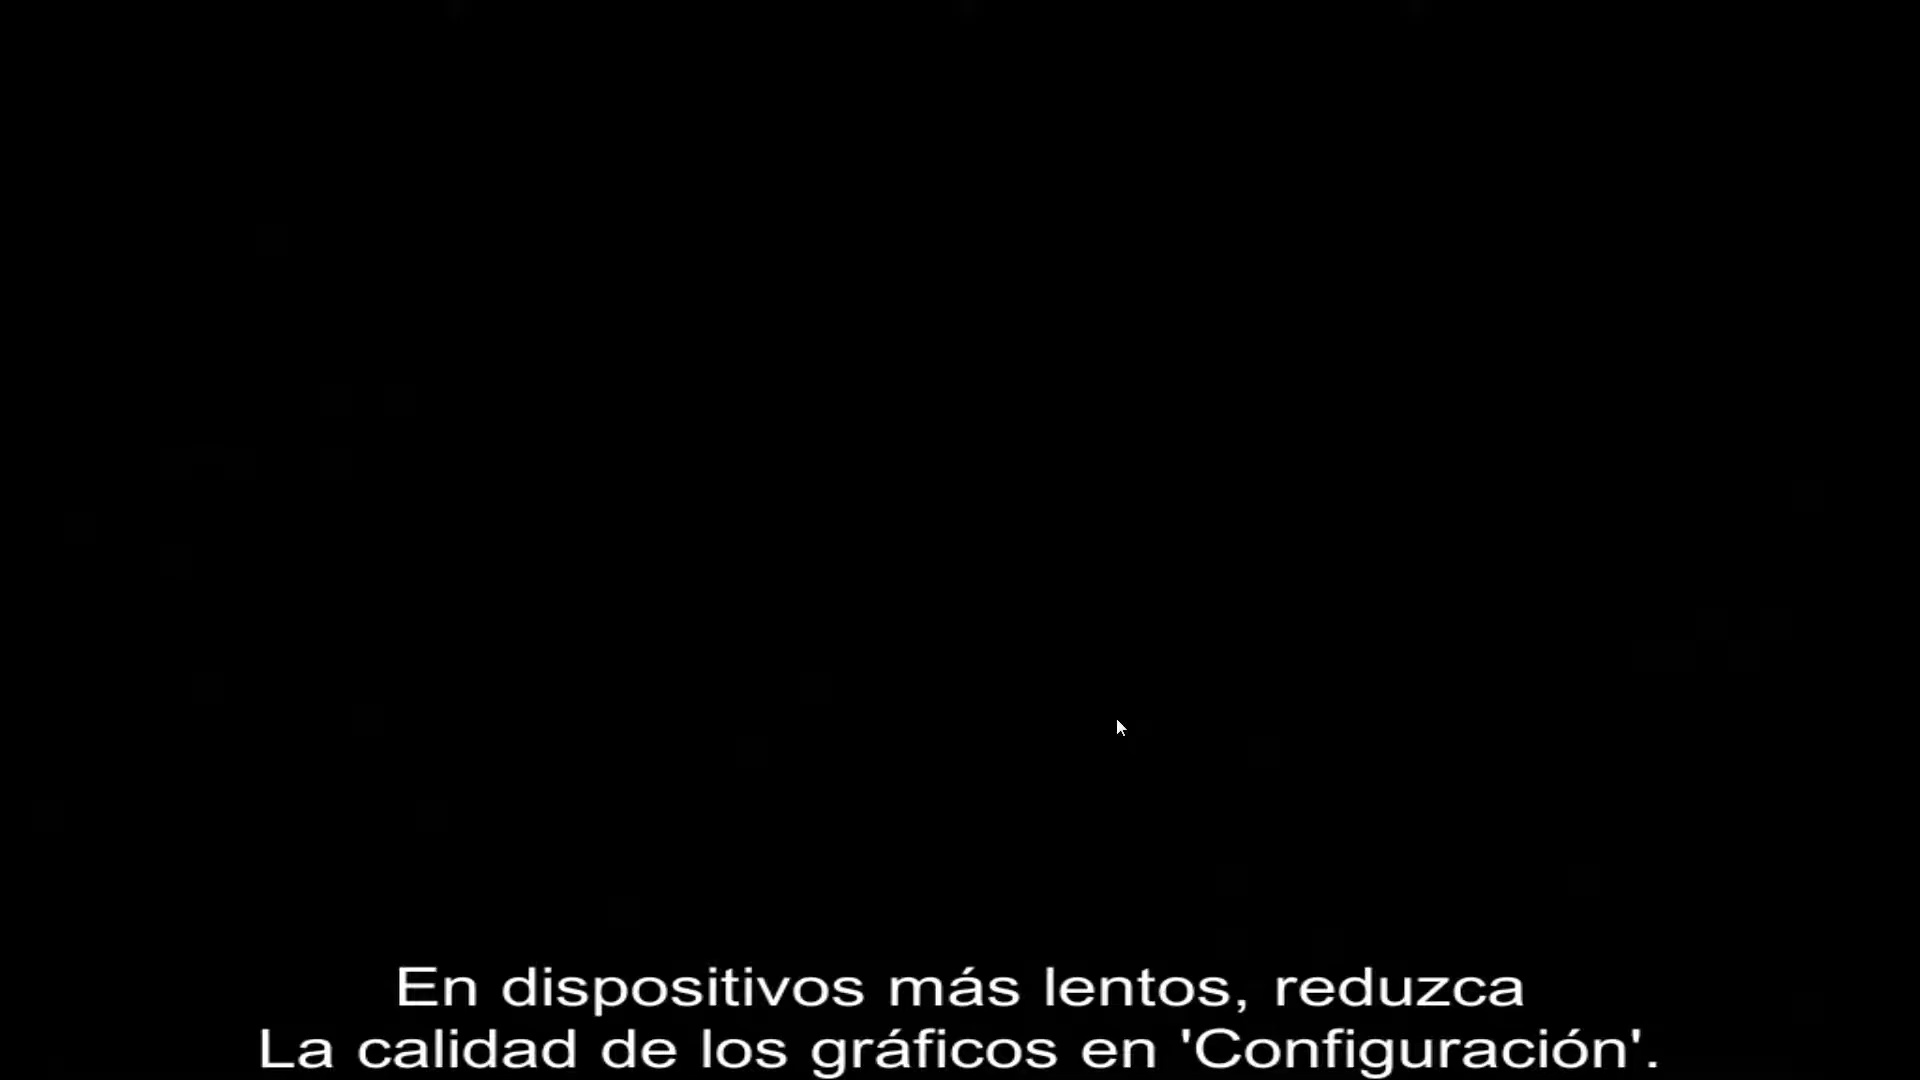 En dispositivos más lentos, reduzca
La calidad de los gráficos en 'Configuración'.